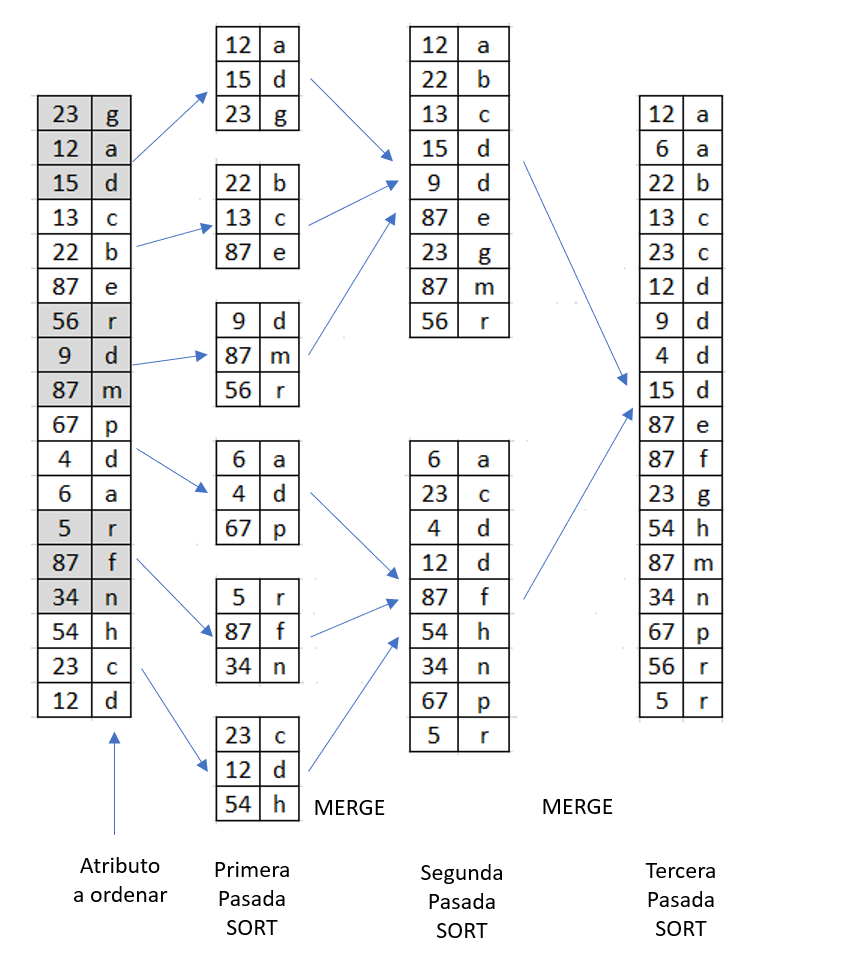 23 g
12 a
15 d
13 c
22 b
87 e
56 r
9 d
87 m
67 p
4 d
6 a
5 r
87 f
34 n
54 h
23 c
12 d
Atributo
a ordenar
12 a
15 d
23 g
22 b
13 c
87 e
9 d
87 m
56 r
6 a
4 d
67 p
5 r
87 f
34 n
23 c
12 d
54 h
Primera
Pasada
SORT
MERGE
12 a
22 b
13 c
15 d
9 d
87 e
23 g
87 m
56 r
6 a
23 c
4 d
12 d
87 f
54 h
34 n
67 p
5 r
Segunda
Pasada
SORT
MERGE
12 a
6 a
22 b
13 c
23 c
12 d
9 d
4 d
15 d
87 e
87 f
23 g
54 h
87 m
34 n
67 p
56 r
5 r
Tercera
Pasada
SORT